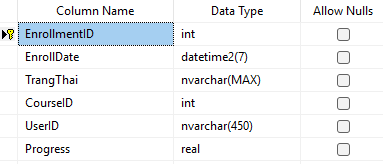 Column Name Data Type Allow Nulls
EnrollmentID int
EnrollDate datetime2(7)
TrangThai nvarchar(MAX)
CourseID int
UserID nvarchar(450)
Progress real